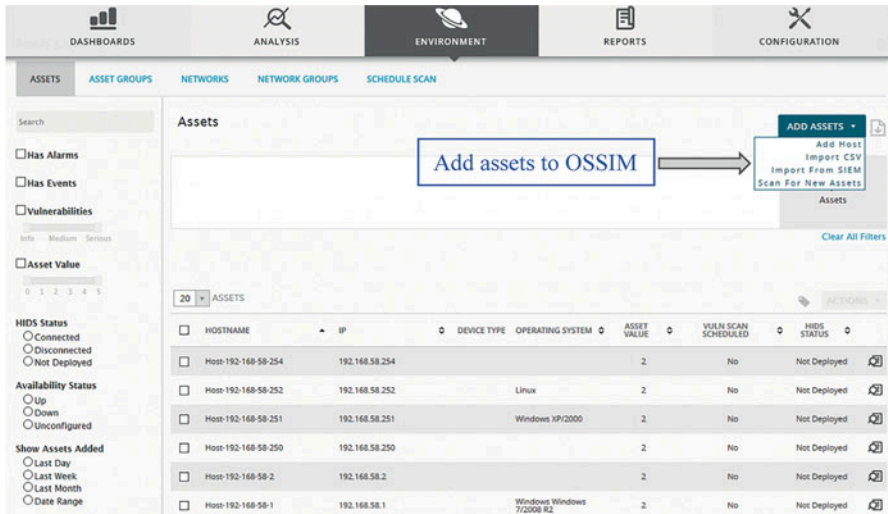 DASHBOARDS
ANALYSIS
ENVIRONMENT
REPORTS
CONFIGURATION
ASSETS
ASSET GROUPS
NETWORKS
NETWORK GROUPS
SCHEDULE SCAN
Search
Has Alarms
Has Events
Vulnerabilities
Info Medium Serious
Asset Value
0 1 2 3 4 5
HIDS Status
Connected
Disconnected
Not Deployed
Availability Status
Up
Down
Unconfigured
Show Assets Added
Last Day
Last Week
Last Month
Date Range
Assets
Add assets to OSSIM
ADD ASSETS
Add Host
Import CSV
Import From SIEM
Scan For New Assets
Assets
Clear All Filters
20 ASSETS
ACTIONS
HOSTNAME IP DEVICE TYPE OPERATING SYSTEM ASSET VALUE VULN SCAN SCHEDULED HIDS STATUS
Host-192-168-58-254 192.168.58.254 2 No Not Deployed
Host-192-168-58-252 192.168.58.252 Linux 2 No Not Deployed
Host-192-168-58-251 192.168.58.251 Windows XP/2000 2 No Not Deployed
Host-192-168-58-250 192.168.58.250 2 No Not Deployed
Host-192-168-58-2 192.168.58.2 2 No Not Deployed
Host-192-168-58-1 192.168.58.1 Windows Windows 7/2008 R2 2 No Not Deployed